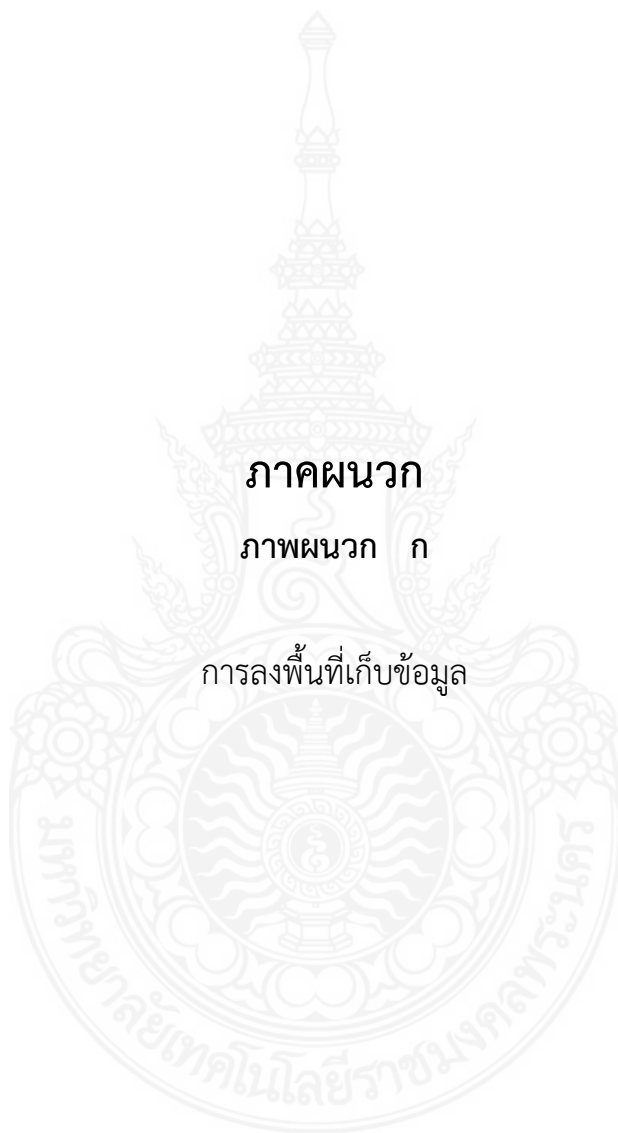 ภาคผนวก
ภาพผนวก ก
การลงพื้นที่เก็บข้อมูล
มหาวิทยาลัยเทคโนโลยีราชมงคลพระนคร